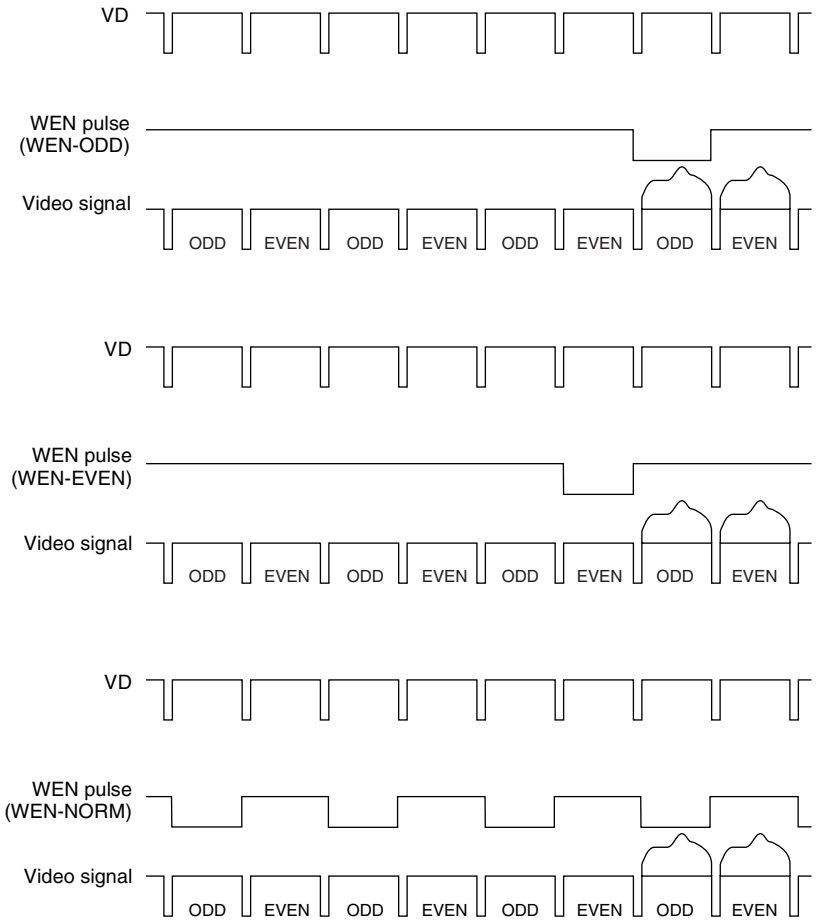 VD
WEN pulse
(WEN-ODD)
Video signal
ODD EVEN ODD EVEN ODD EVEN ODD EVEN
VD
WEN pulse
(WEN-EVEN)
Video signal
ODD EVEN ODD EVEN ODD EVEN ODD EVEN
VD
WEN pulse
(WEN-NORM)
Video signal
ODD EVEN ODD EVEN ODD EVEN ODD EVEN